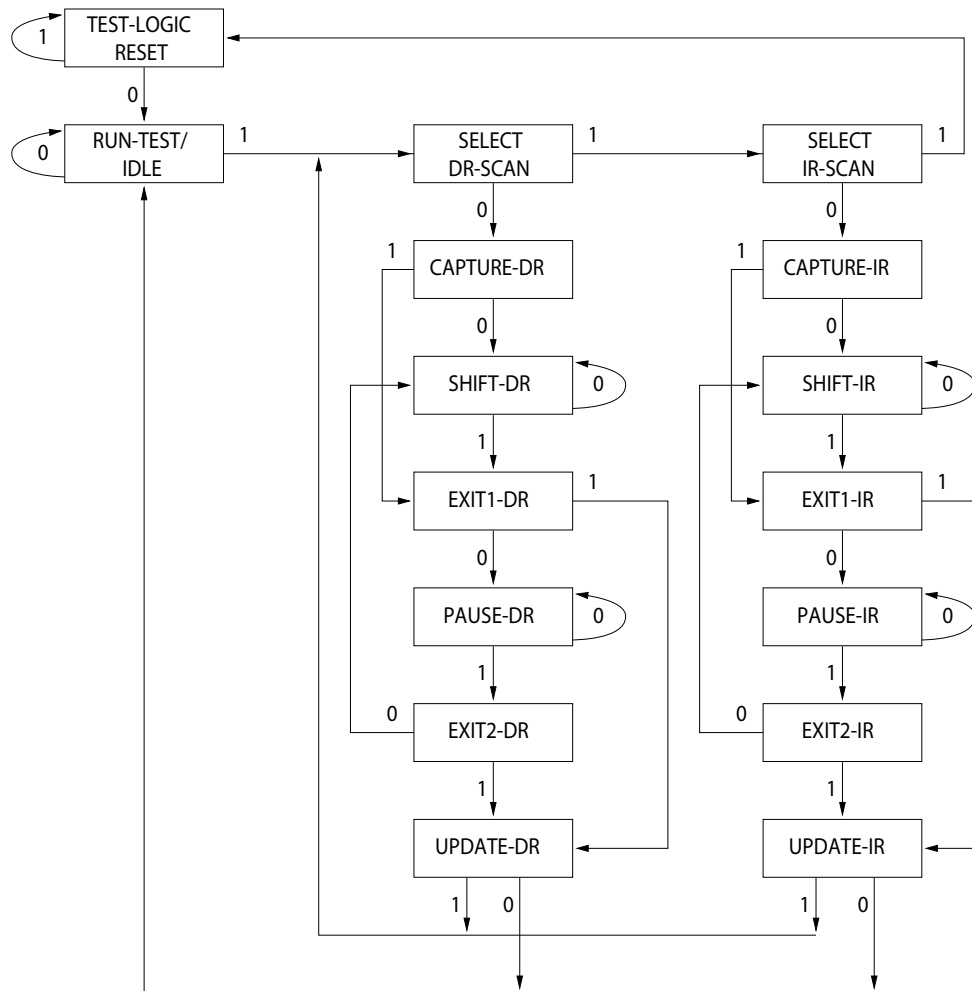 TEST-LOGIC
RESET
1
0
RUN-TEST/
IDLE
0
1
SELECT
DR-SCAN
1
SELECT
IR-SCAN
1
0
0
1
CAPTURE-DR
1
CAPTURE-IR
0
0
SHIFT-DR
0
SHIFT-IR
0
1
1
EXIT1-DR
1
EXIT1-IR
1
0
0
PAUSE-DR
0
PAUSE-IR
0
1
1
0
EXIT2-DR
0
EXIT2-IR
1
1
UPDATE-DR
UPDATE-IR
1
0
1
0